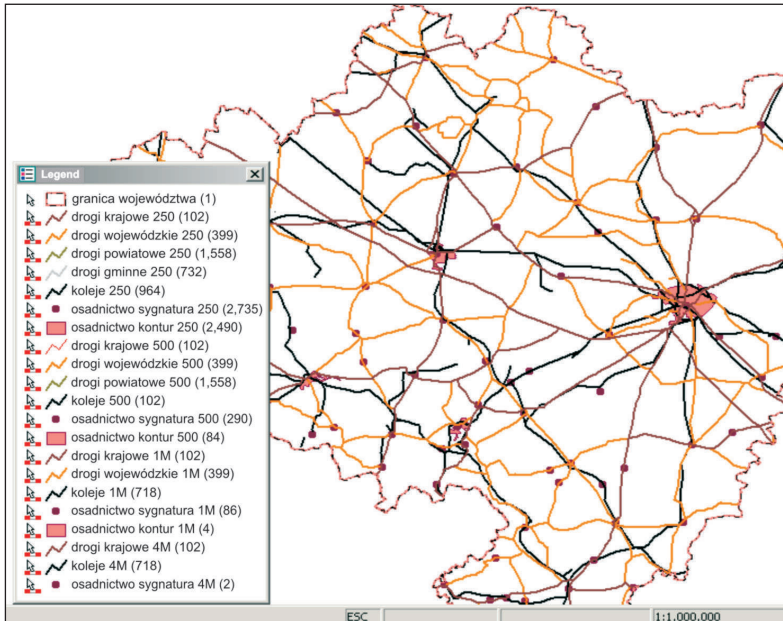 Legend
granica województwa (1)
drogi krajowe 250 (102)
drogi wojewódzkie 250 (399)
drogi powiatowe 250 (1,558)
drogi gminne 250 (732)
koleje 250 (964)
osadnictwo sygnatura 250 (2,735)
osadnictwo kontur 250 (2,490)
drogi krajowe 500 (102)
drogi wojewódzkie 500 (399)
drogi powiatowe 500 (1,558)
koleje 500 (102)
osadnictwo sygnatura 500 (290)
osadnictwo kontur 500 (84)
drogi krajowe 1M (102)
drogi wojewódzkie 1M (399)
koleje 1M (718)
osadnictwo sygnatura 1M (86)
osadnictwo kontur 1M (4)
drogi krajowe 4M (102)
koleje 4M (718)
osadnictwo sygnatura 4M (2)
ESC 1:1,000,000